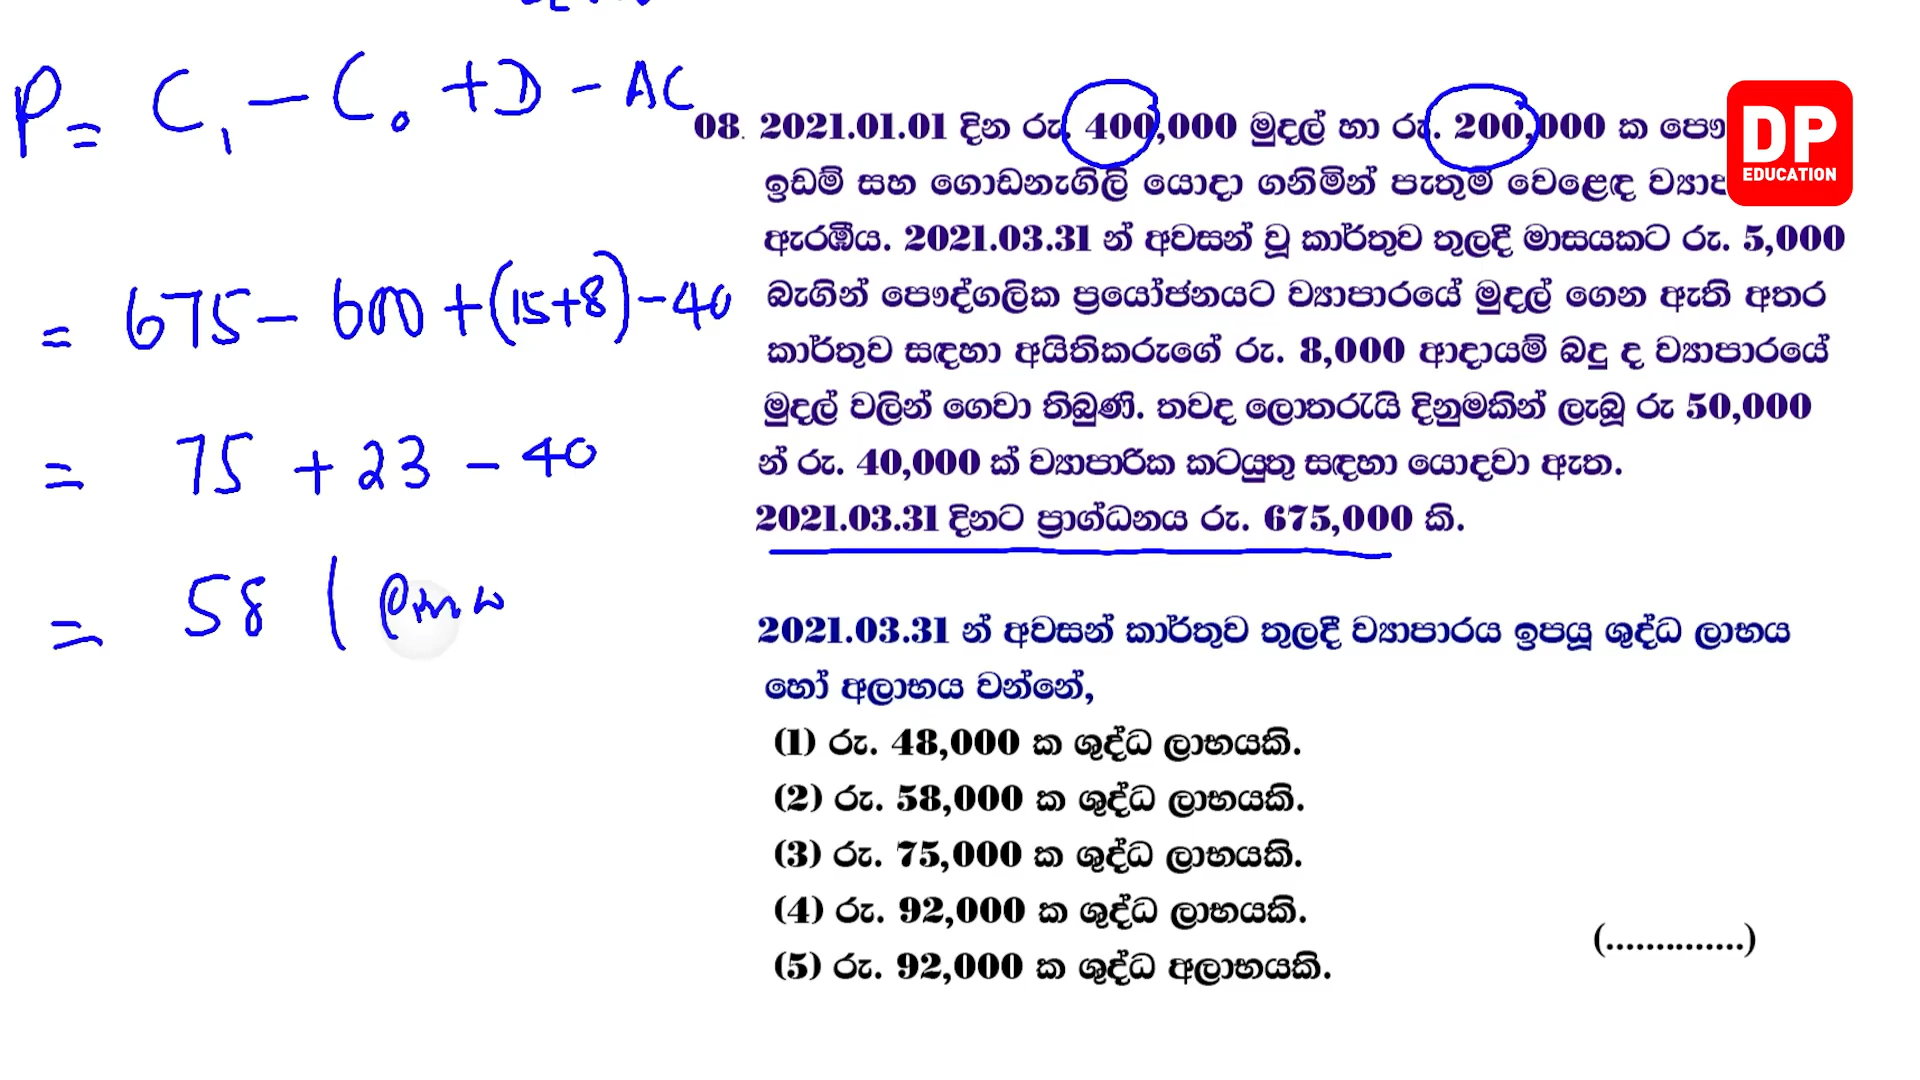 P = C₁ - C₀ + D - AC
= 675 - 600 + (15+8) - 40
= 75 + 23 - 40
= 58
DP
EDUCATION
08. 2021.01.01 දින රු. 400,000 මුදල් හා රු. 200,000 ක පෞ
ඉඩම් සහ ගොඩනැගිලි යොදා ගනිමින් පැතුම් වෙළෙඳ
ඇරඹීය. 2021.03.31 න් අවසන් වූ කාර්තුව තුලදී මාසයකට රු. 5,000
බැගින් පෞද්ගලික ප්‍රයෝජනයට ව්‍යාපාරයේ මුදල් ගෙන ඇති අතර
කාර්තුව සඳහා අයිතිකරුගේ රු. 8,000 ආදායම් බදු ද ව්‍යාපාරයේ
මුදල් වලින් ගෙවා තිබුණි. තවද ලොතරැයි දිනුමකින් ලැබූ රු 50,000
න් රු. 40,000 ක් ව්‍යාපාරික කටයුතු සඳහා යොදවා ඇත.
2021.03.31 දිනට ප්‍රාග්ධනය රු. 675,000 කි.
2021.03.31 න් අවසන් කාර්තුව තුලදී ව්‍යාපාරය ඉපයූ ශුද්ධ ලාභය
හෝ අලාභය වන්නේ,
(1) රු. 48,000 ක ශුද්ධ ලාභයකි.
(2) රු. 58,000 ක ශුද්ධ ලාභයකි.
(3) රු. 75,000 ක ශුද්ධ ලාභයකි.
(4) රු. 92,000 ක ශුද්ධ ලාභයකි.
(5) රු. 92,000 ක ශුද්ධ අලාභයකි.
(..............)